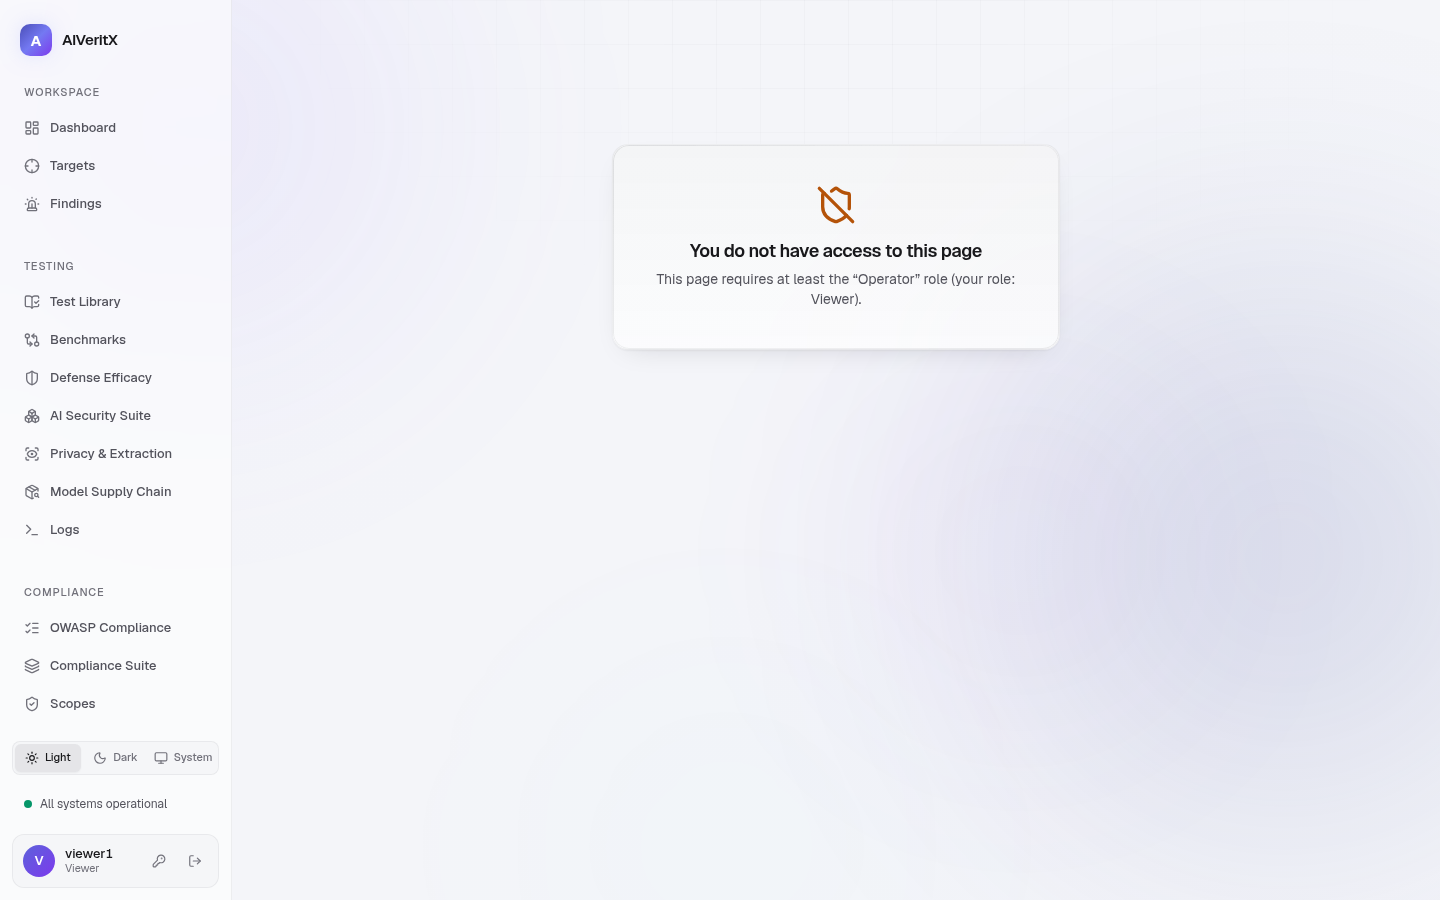 A
AIVeritX
WORKSPACE
Dashboard
Targets
Findings
TESTING
Test Library
Benchmarks
Defense Efficacy
AI Security Suite
Privacy & Extraction
Model Supply Chain
Logs
COMPLIANCE
OWASP Compliance
Compliance Suite
Scopes
Light Dark System
All systems operational
V
viewer1
Viewer
You do not have access to this page
This page requires at least the “Operator” role (your role:
Viewer).